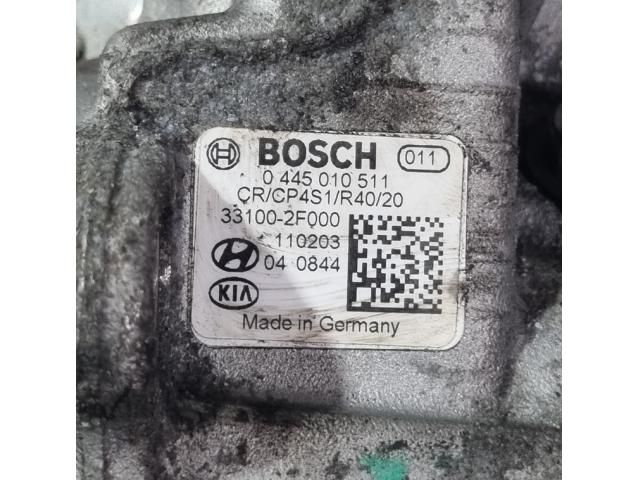 BOSCH 011
0 445 010 511
CR/CP4S1/R40/20
33100-2F000
110203
04 0844
KIA
Made in Germany